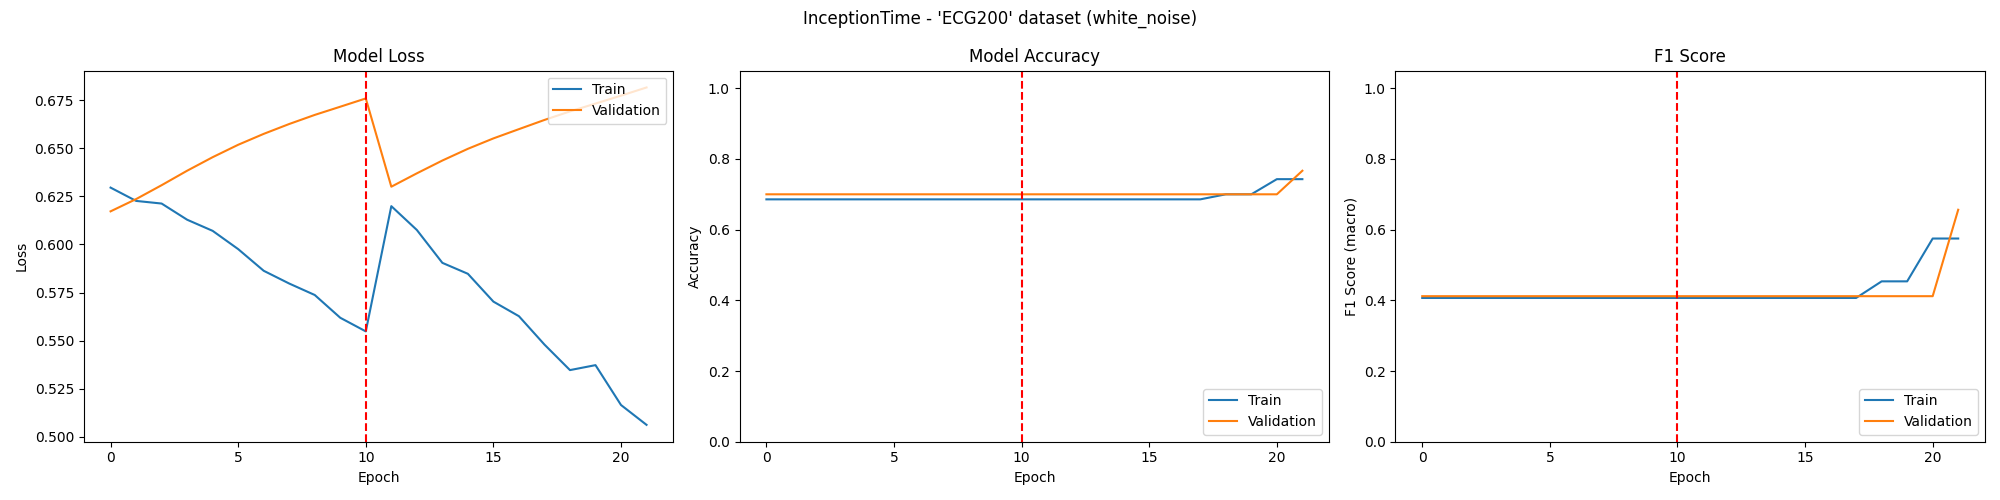 InceptionTime - 'ECG200' dataset (white_noise)
Model Loss
Loss
0.675
0.650
0.625
0.600
0.575
0.550
0.525
0.500
Train
Validation
0 5 10 15 20
Epoch
Model Accuracy
Accuracy
1.0
0.8
0.6
0.4
0.2
0.0
Train
Validation
0 5 10 15 20
Epoch
F1 Score
F1 Score (macro)
1.0
0.8
0.6
0.4
0.2
0.0
Train
Validation
0 5 10 15 20
Epoch